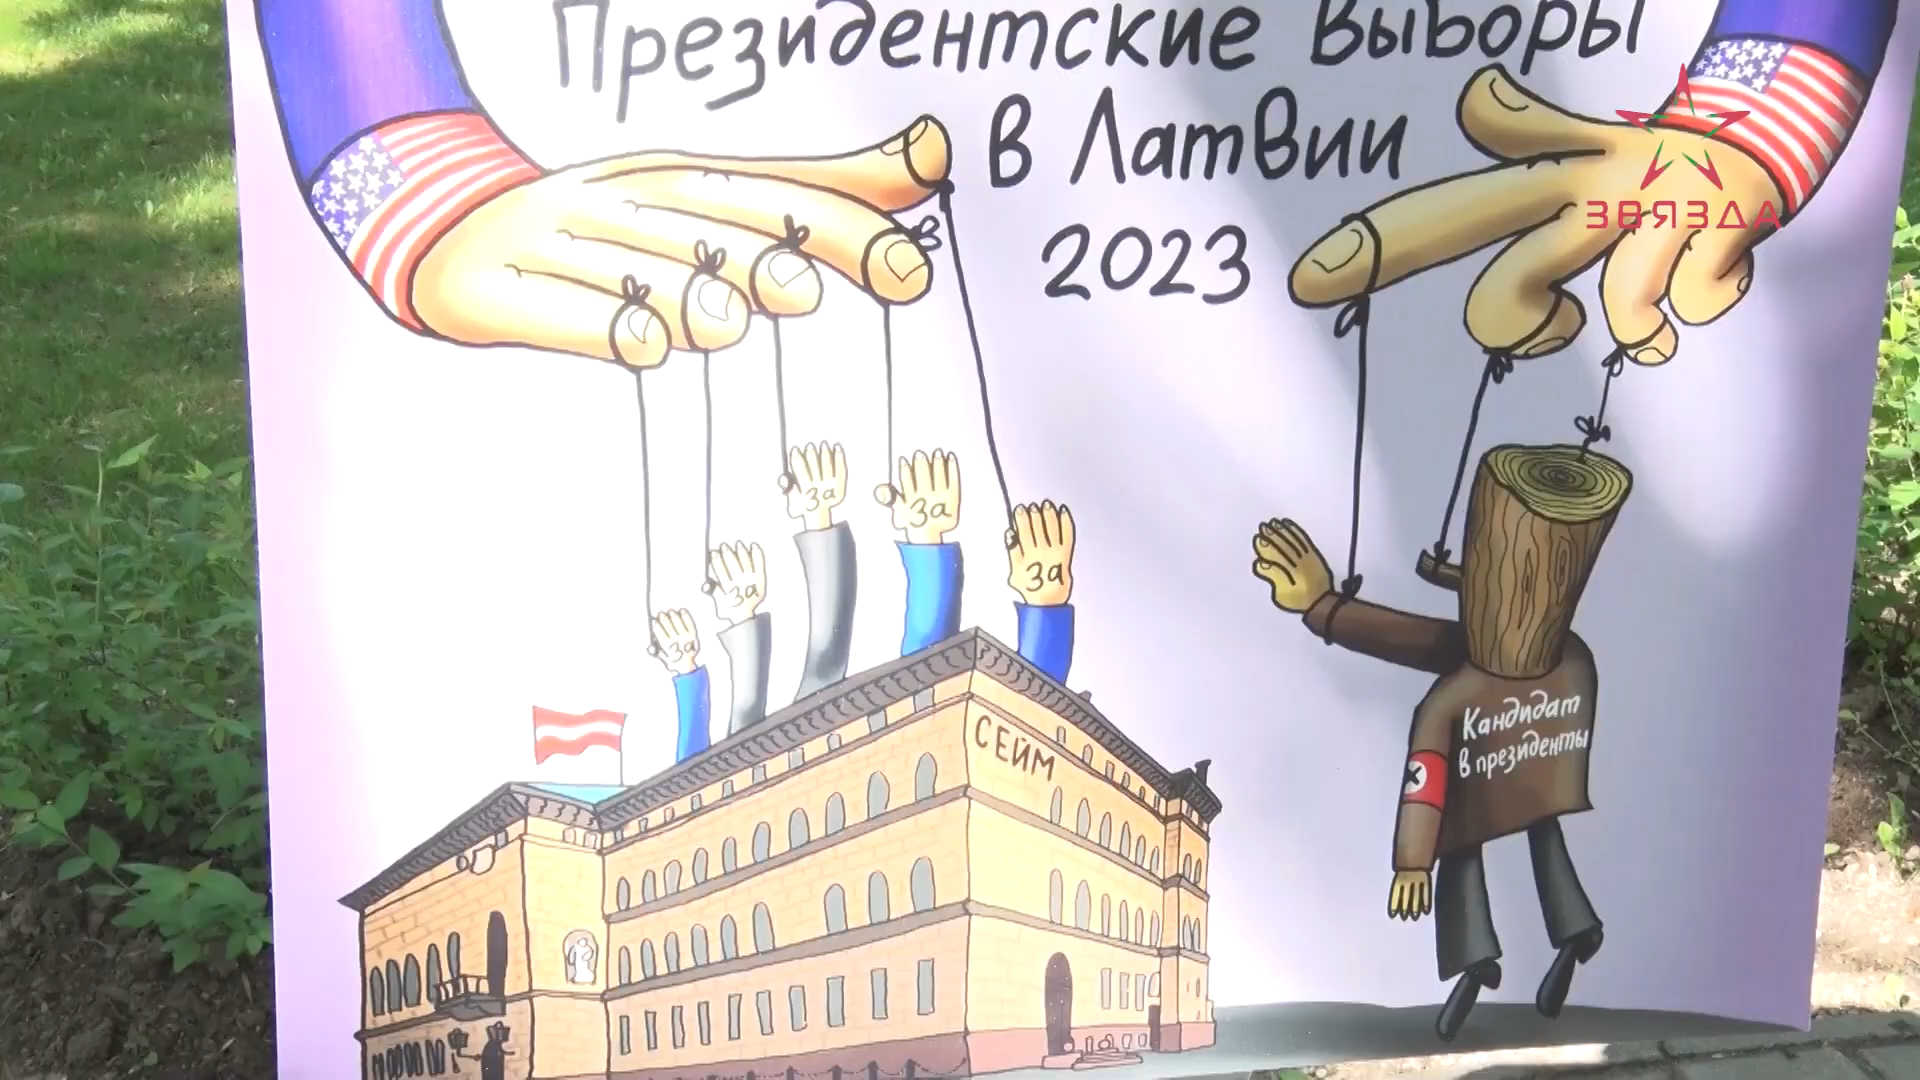 Президентские выборы
в Латвии
2023
ЗВЯЗДА
За
За
За
За
За
СЕЙМ
Кандидат
в президенты